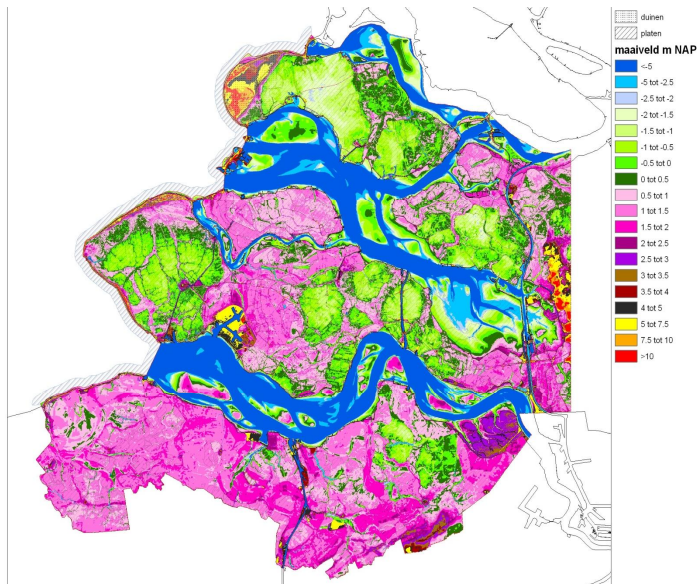 duinen
platen
maaiveld m NAP
<-5
-5 tot -2.5
-2.5 tot -2
-2 tot -1.5
-1.5 tot -1
-1 tot -0.5
-0.5 tot 0
0 tot 0.5
0.5 tot 1
1 tot 1.5
1.5 tot 2
2 tot 2.5
2.5 tot 3
3 tot 3.5
3.5 tot 4
4 tot 5
5 tot 7.5
7.5 tot 10
>10